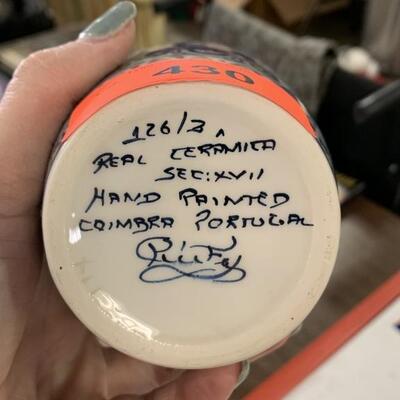 430
126/3 A
REAL CERAMICA
SEC: XVII
HAND PAINTED
COIMBRA PORTUGAL